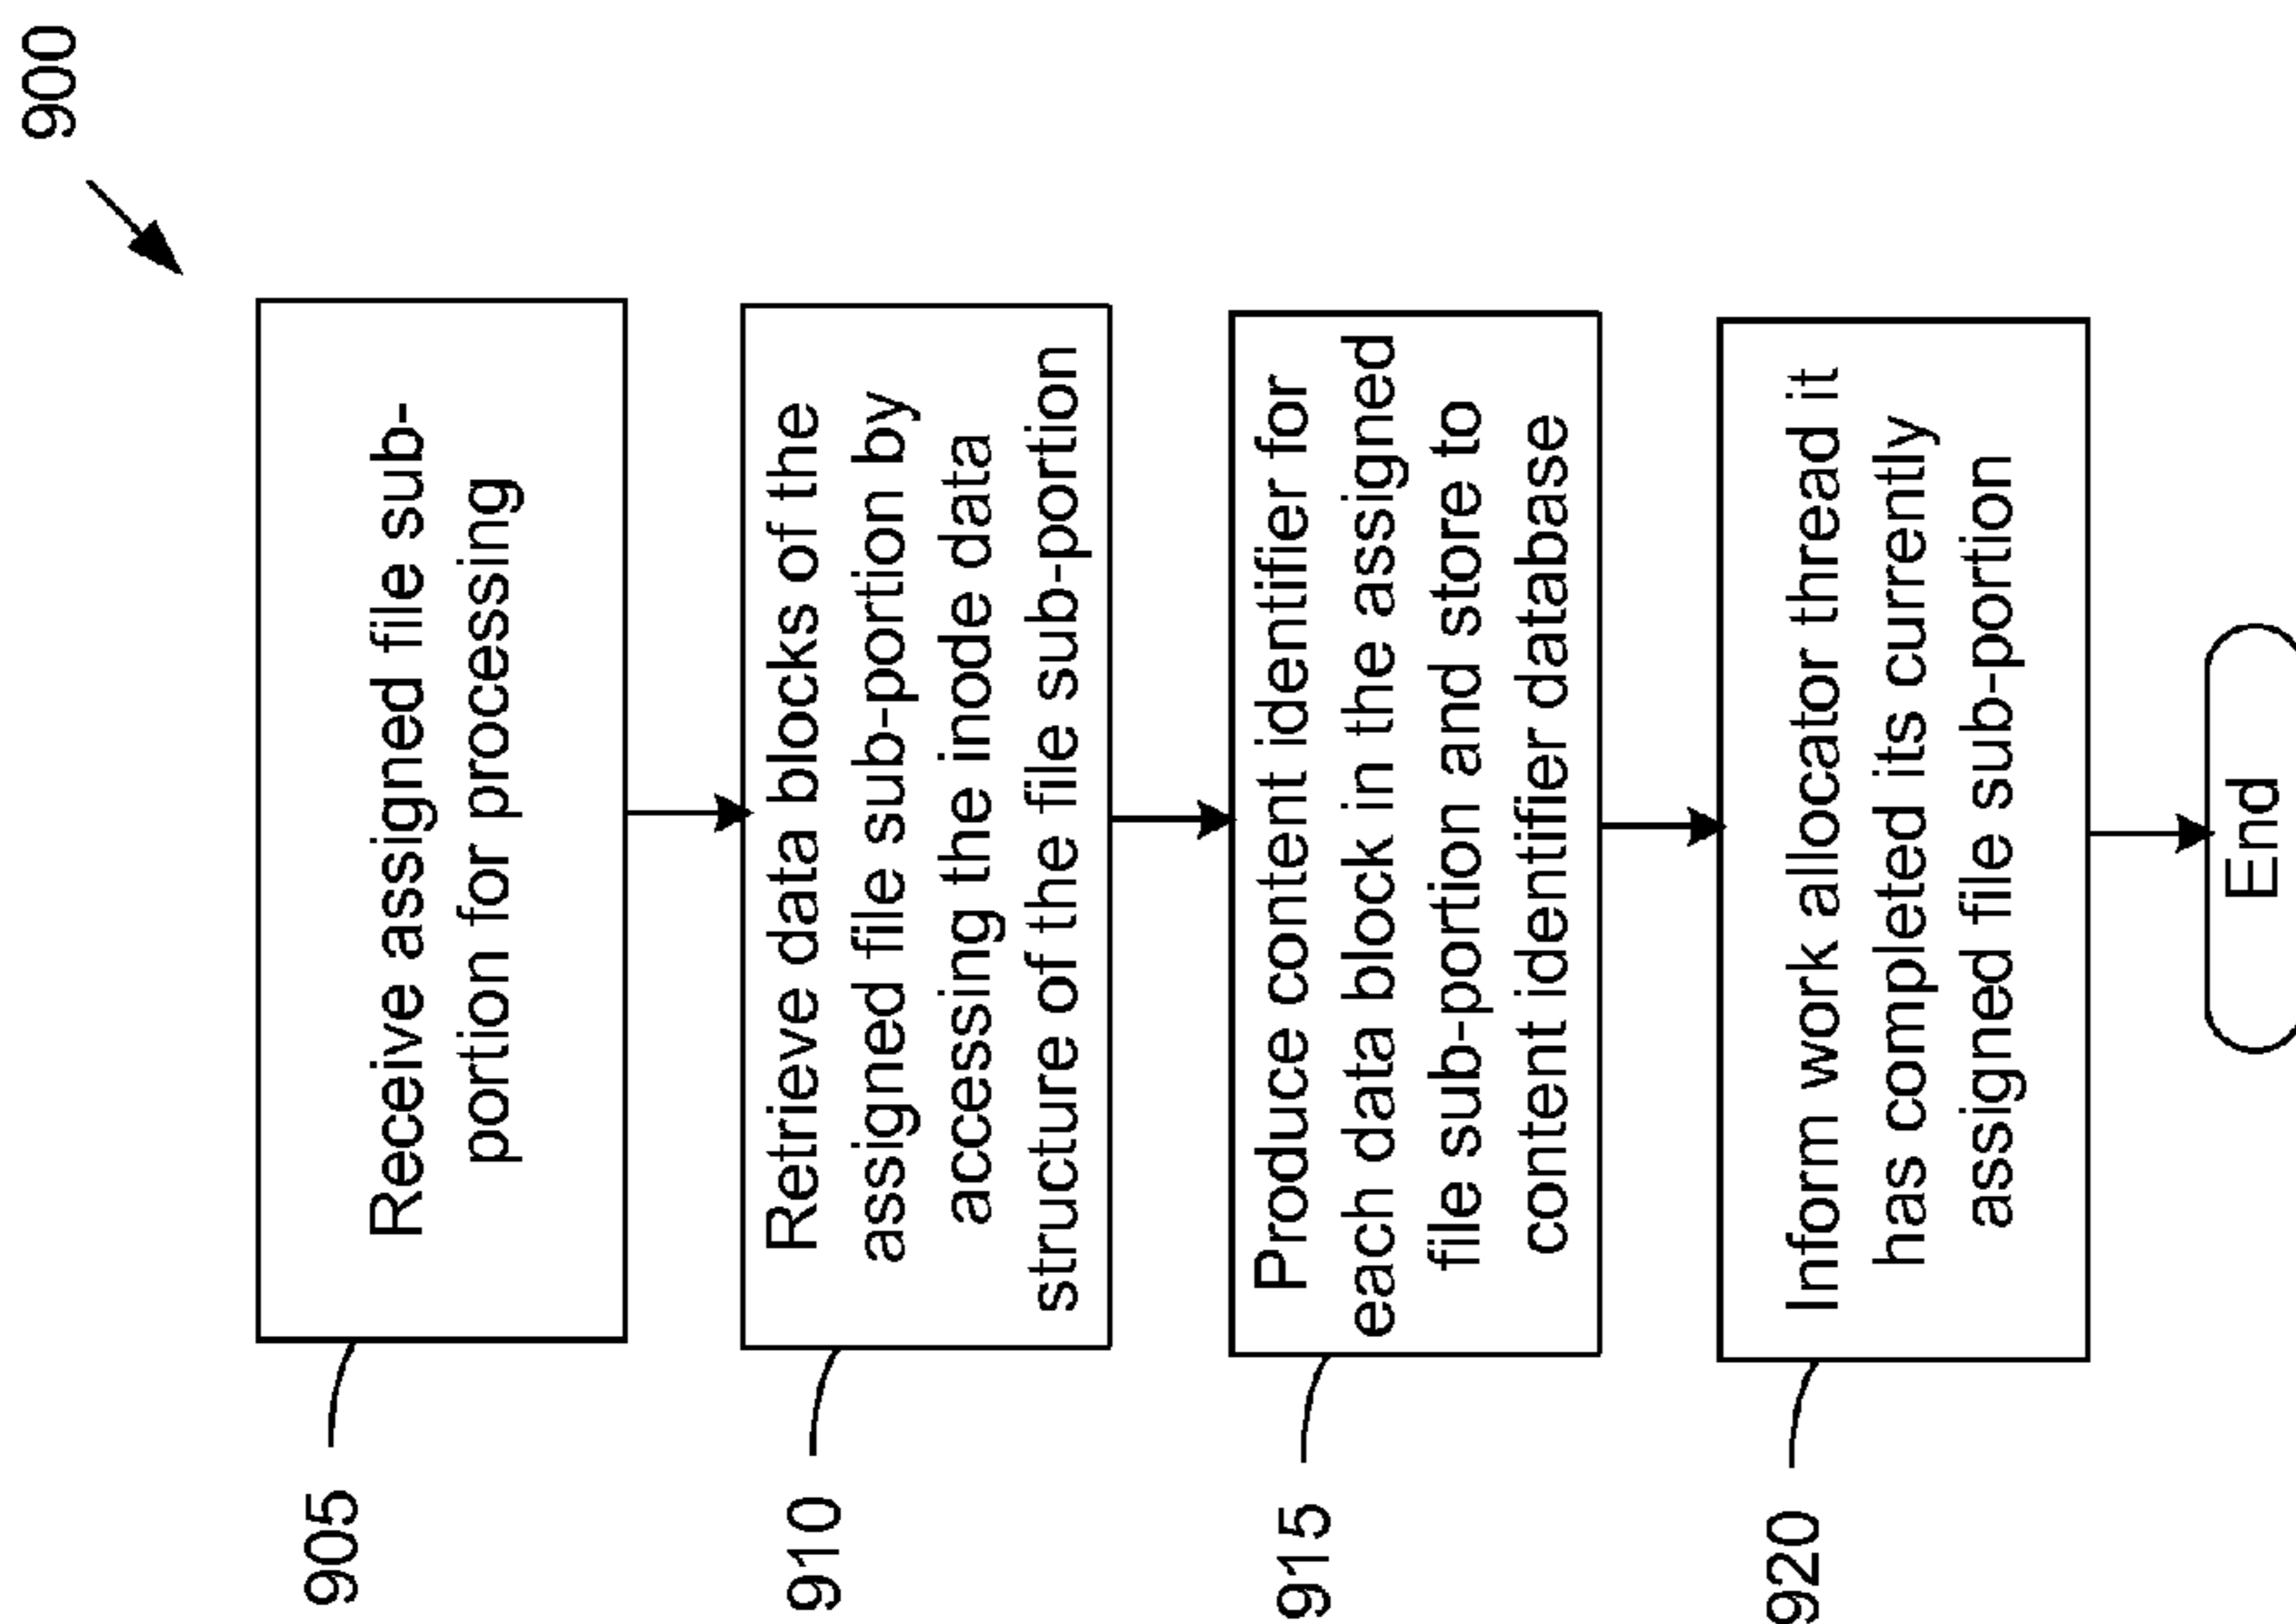 900
905
Receive assigned file sub-
portion for processing
910
Retrieve data blocks of the
assigned file sub-portion by
accessing the inode data
structure of the file sub-portion
915
Produce content identifier for
each data block in the assigned
file sub-portion and store to
content identifier database
920
Inform work allocator thread it
has completed its currently
assigned file sub-portion
End